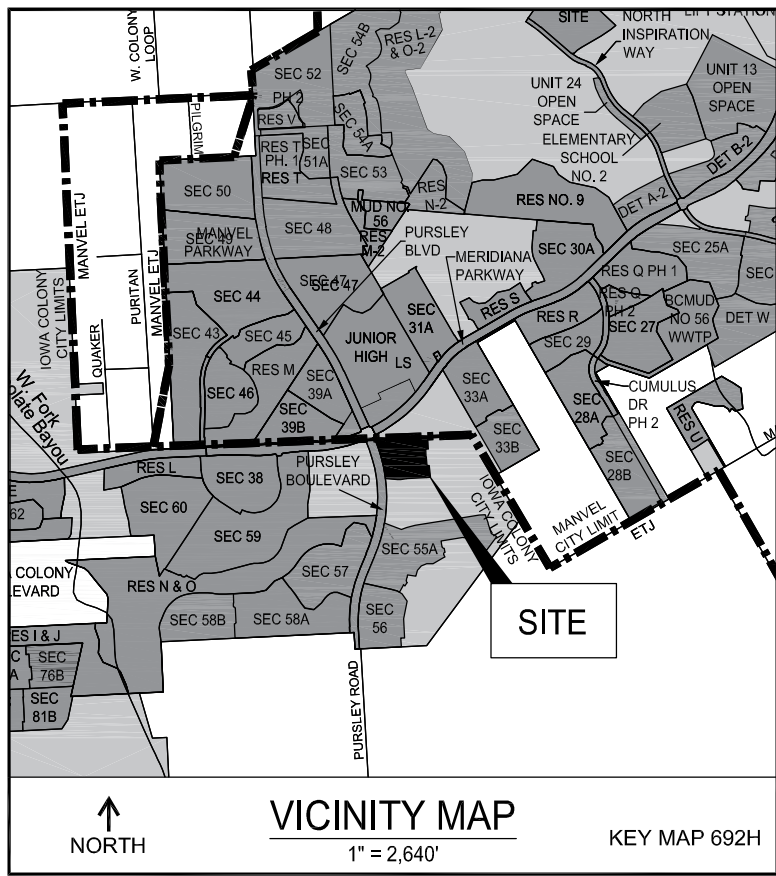 W. COLONY
LOOP
SEC 54B
RES L-2
& O-2
SITE
NORTH
INSPIRATION
WAY
SEC 52
PH 2
RES V
UNIT 24
OPEN
SPACE
UNIT 13
OPEN
SPACE
ELEMENTARY
SCHOOL
NO. 2
PILGRIM
RES T
PH. 1
RES T
SEC
51A
SEC 54A
SEC 53
DET B-2
SEC 50
RES
N-2
RES NO. 9
DET A-2
MUD NO.
56
RES
M-2
SEC 49
MANVEL
PARKWAY
SEC 48
PURSLEY
BLVD
MERIDIANA
PARKWAY
SEC 30A
SEC 25A
MANVEL ETJ
PURITAN
MANVEL ETJ
SEC 47
SEC 47
SEC 44
RES Q PH 1
SEC
IOWA COLONY
CITY LIMITS
QUAKER
SEC 43
SEC 45
SEC
31A
RES S
RES R
RES Q
PH 2
SEC 27
BCMUD
NO 56
WWTP
DET W
JUNIOR
HIGH
LS
SEC 29
RES M
SEC
39A
SEC 46
SEC
33A
SEC
28A
CUMULUS
DR
PH 2
RES U
W. Fork
olate Bayou
SEC
39B
SEC
33B
SEC
28B
RES L
SEC 38
PURSLEY
BOULEVARD
IOWA COLONY
CITY LIMITS
MANVEL
CITY LIMIT
ETJ
62
SEC 60
SEC 59
SEC 55A
COLONY
EVARD
RES N & O
SEC 57
SEC 58B
SEC 58A
SEC
56
SITE
ES I & J
SEC
76B
SEC
81B
PURSLEY ROAD
NORTH
VICINITY MAP
1" = 2,640'
KEY MAP 692H